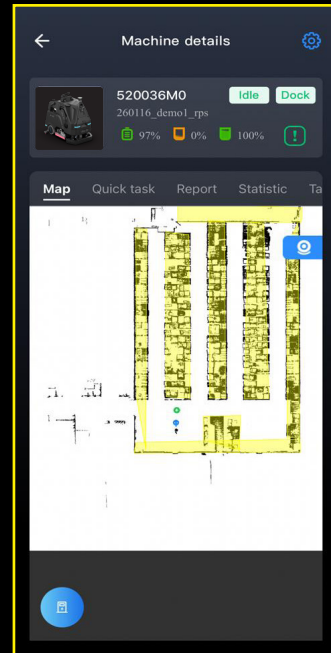 Machine details
520036M0 Idle Dock
260116_demo1_rps
97% 0% 100%
Map Quick task Report Statistic Ta